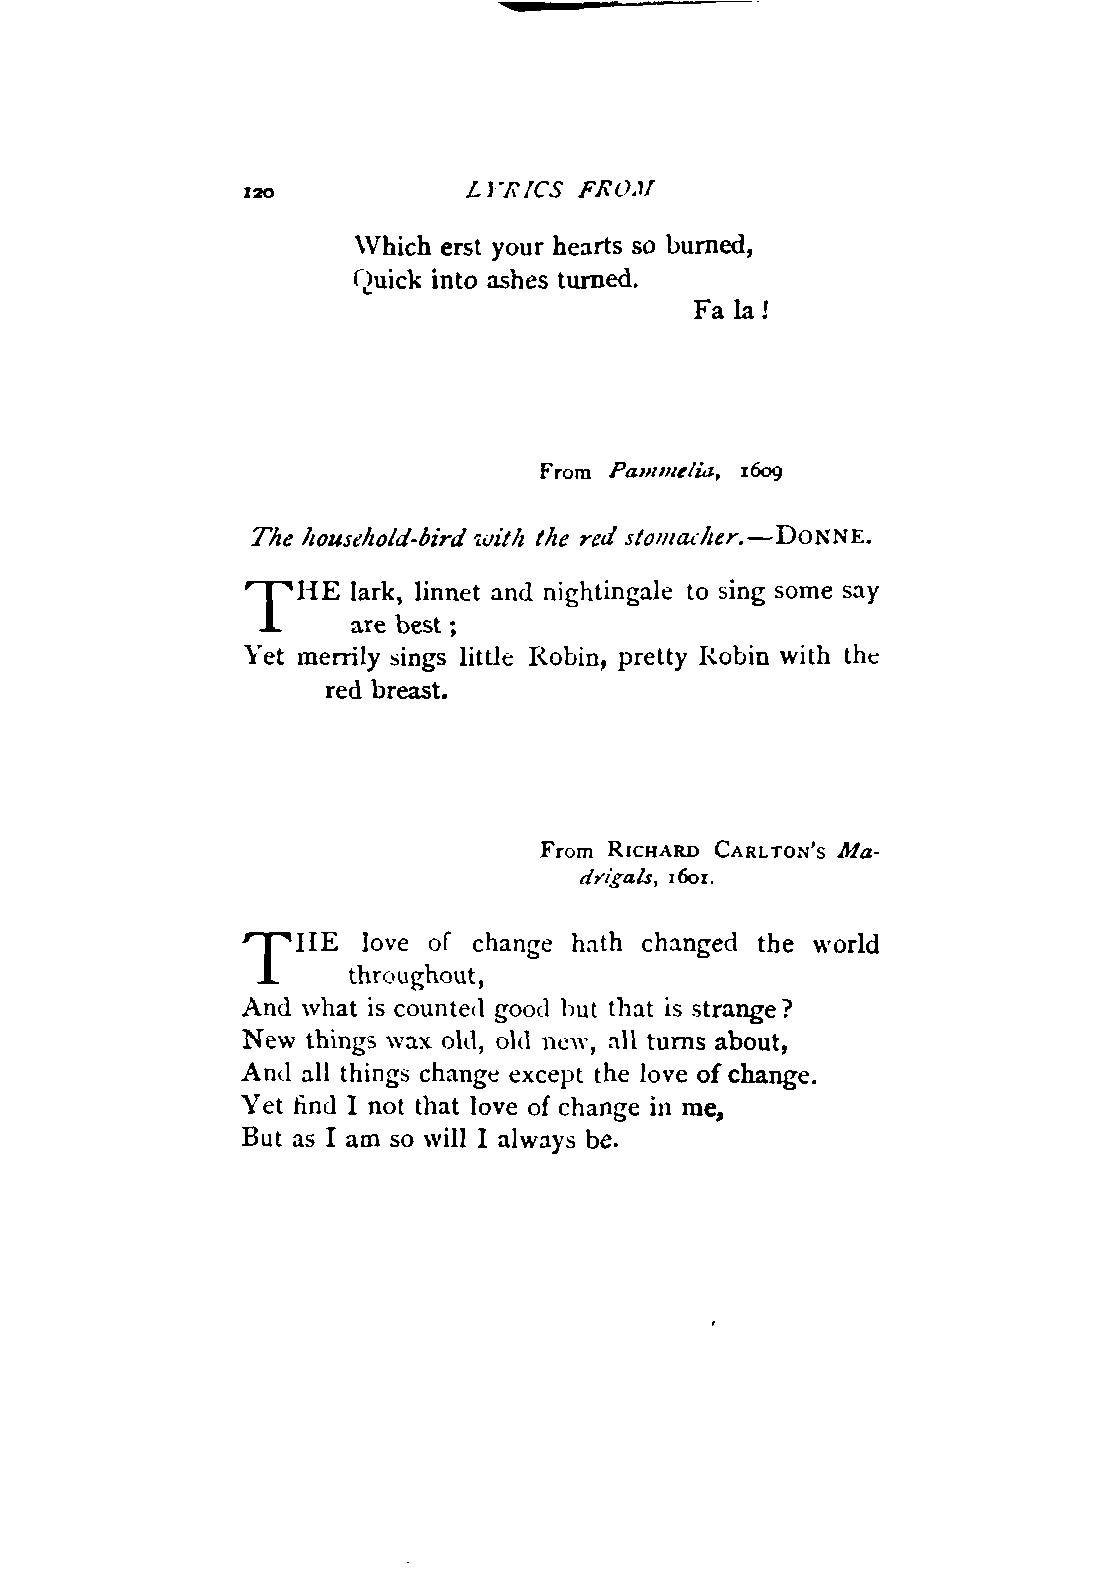 120 LYRICS FROM
Which erst your hearts so burned,
Quick into ashes turned.
Fa la !
From Pammelia, 1609
The household-bird with the red stomacher.—DONNE.
THE lark, linnet and nightingale to sing some say
are best ;
Yet merrily sings little Robin, pretty Robin with the
red breast.
From RICHARD CARLTON'S Ma-
drigals, 1601.
THE love of change hath changed the world
throughout,
And what is counted good but that is strange ?
New things wax old, old new, all turns about,
And all things change except the love of change.
Yet find I not that love of change in me,
But as I am so will I always be.